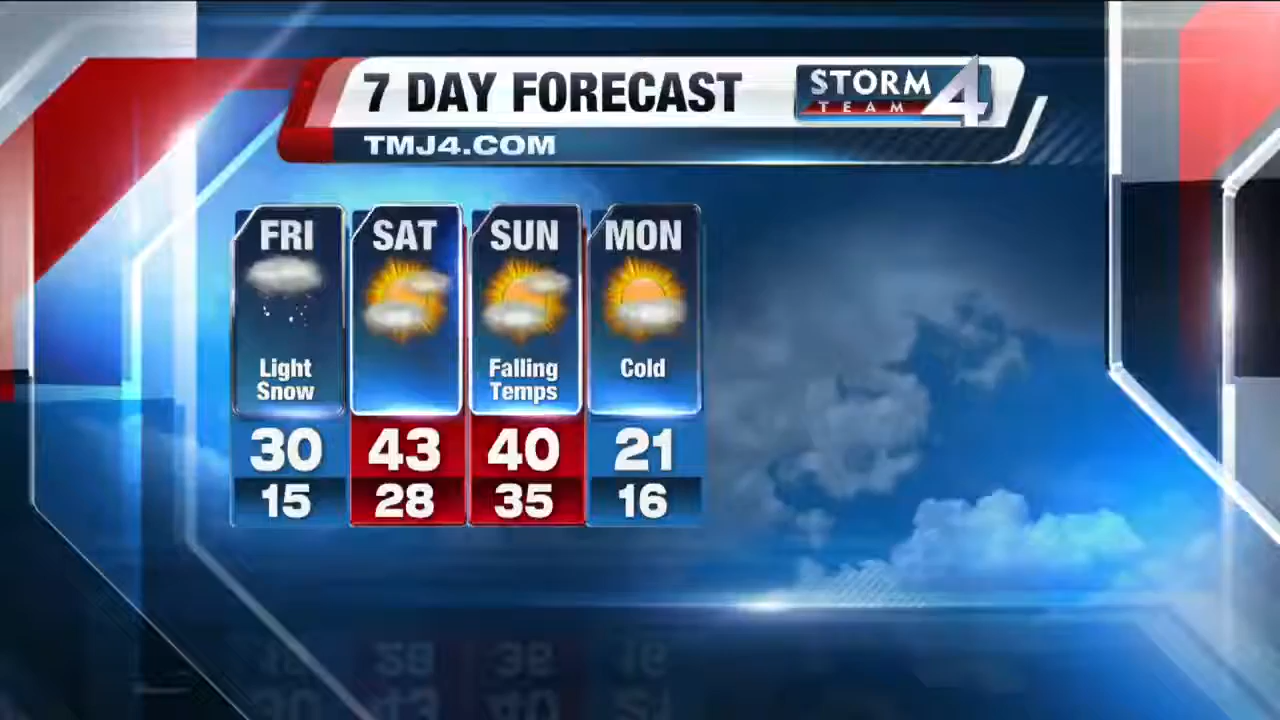 7 DAY FORECAST
STORM 4
TEAM
TMJ4.COM
FRI SAT SUN MON
Light Snow
Falling Temps
Cold
30 43 40 21
15 28 35 16